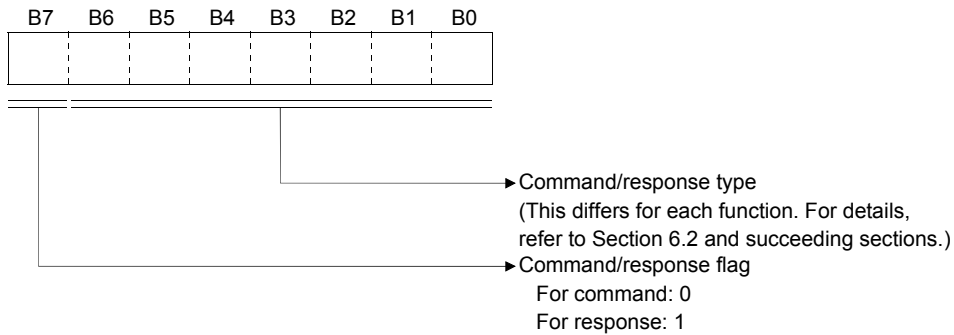 B7 B6 B5 B4 B3 B2 B1 B0
Command/response type
(This differs for each function. For details,
refer to Section 6.2 and succeeding sections.)
Command/response flag
For command: 0
For response: 1